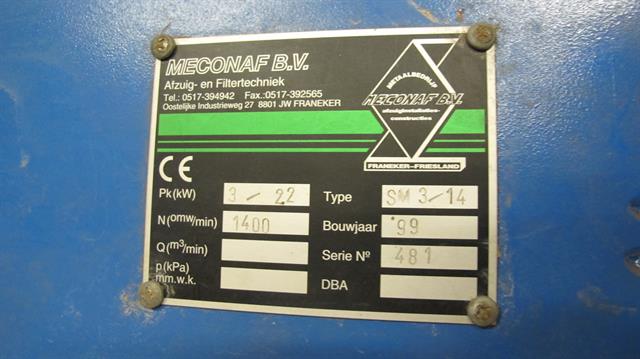 MECONAF B.V.
Afzuig- en Filtertechniek
Tel.: 0517-394942 Fax.:0517-392565
Oostelijke Industrieweg 27 8801 JW FRANEKER
METAALBEDRIJF
MECONAF B.V.
constructies
FRANEKER-FRIESLAND
CE
Pk(kW) 3/2.2 Type SM 3/14
N(omw/min) 1400 Bouwjaar '99
Q(m³/min) Serie Nº 481
p(kPa)
mm.w.k. DBA